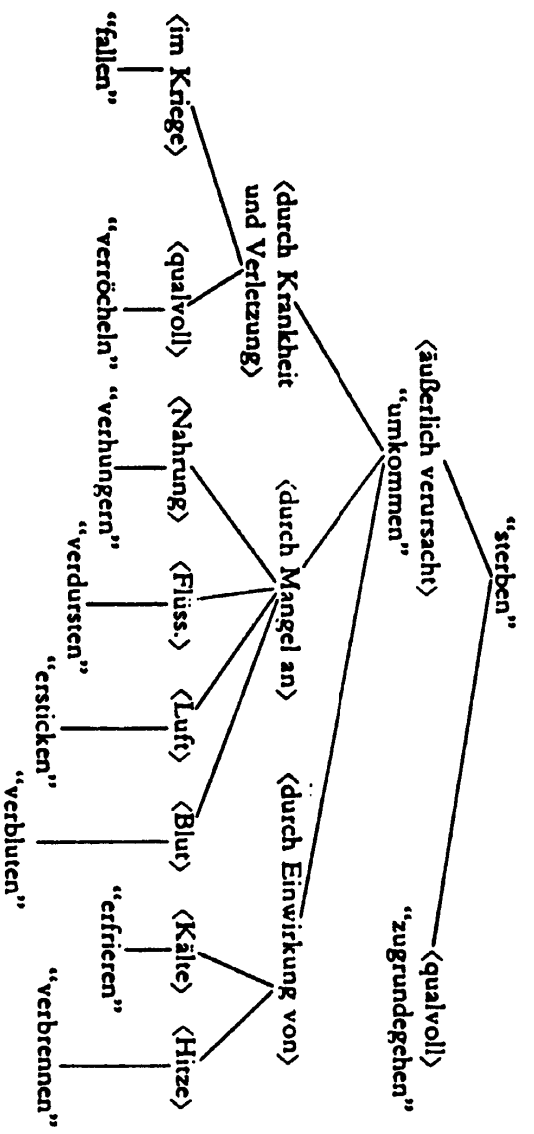 “sterben”
〈äußerlich verursacht〉
“umkommen”
〈qualvoll〉
“zugrundegehen”
〈durch Krankheit
und Verletzung〉
〈durch Mangel an〉
〈durch Einwirkung von〉
〈im Kriege〉
〈qualvoll〉
〈Nahrung〉
〈Flüss.〉
〈Luft〉
〈Blut〉
〈Kälte〉
〈Hitze〉
“fallen”
“verröcheln”
“verhungern”
“verdursten”
“ersticken”
“verbluten”
“erfrieren”
“verbrennen”